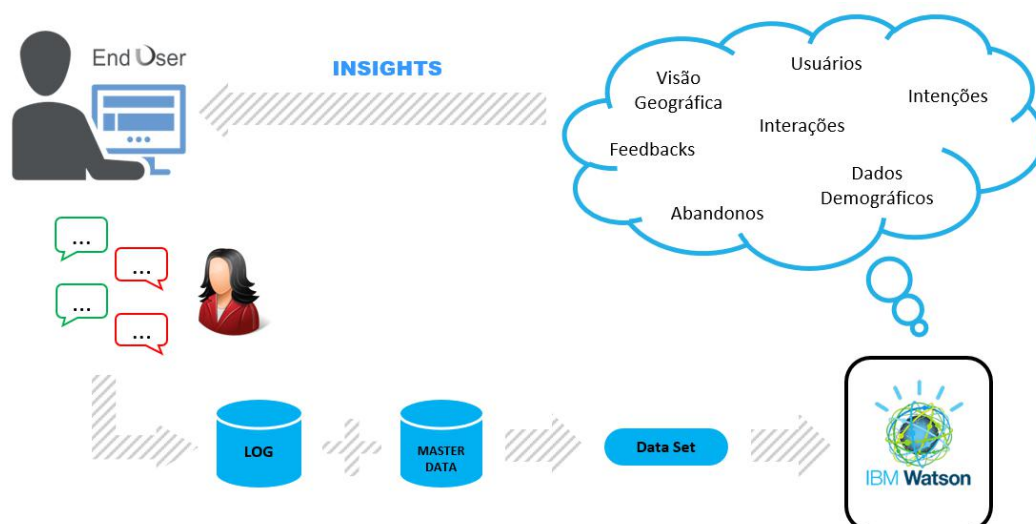 End User
INSIGHTS
Visão
Geográfica
Usuários
Intenções
Interações
Feedbacks
Dados
Demográficos
Abandonos
...
...
...
...
LOG
MASTER
DATA
Data Set
IBM Watson